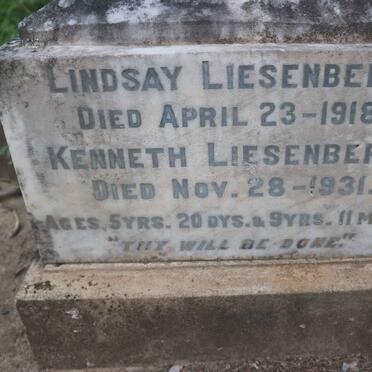 LINDSAY LIESENBE
DIED APRIL 23-1918
KENNETH LIESENBER
DIED NOV. 28-1931.
AGES, 5YRS. 20 DYS. & 9YRS. 11 M
"THY WILL BE DONE."